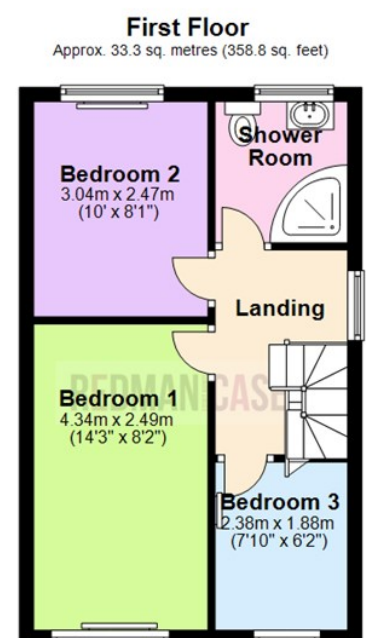 First Floor
Approx. 33.3 sq. metres (358.8 sq. feet)
Bedroom 2
3.04m x 2.47m
(10' x 8'1")
Shower
Room
Landing
REDMAN CASE
Bedroom 1
4.34m x 2.49m
(14'3" x 8'2")
Bedroom 3
2.38m x 1.88m
(7'10" x 6'2")